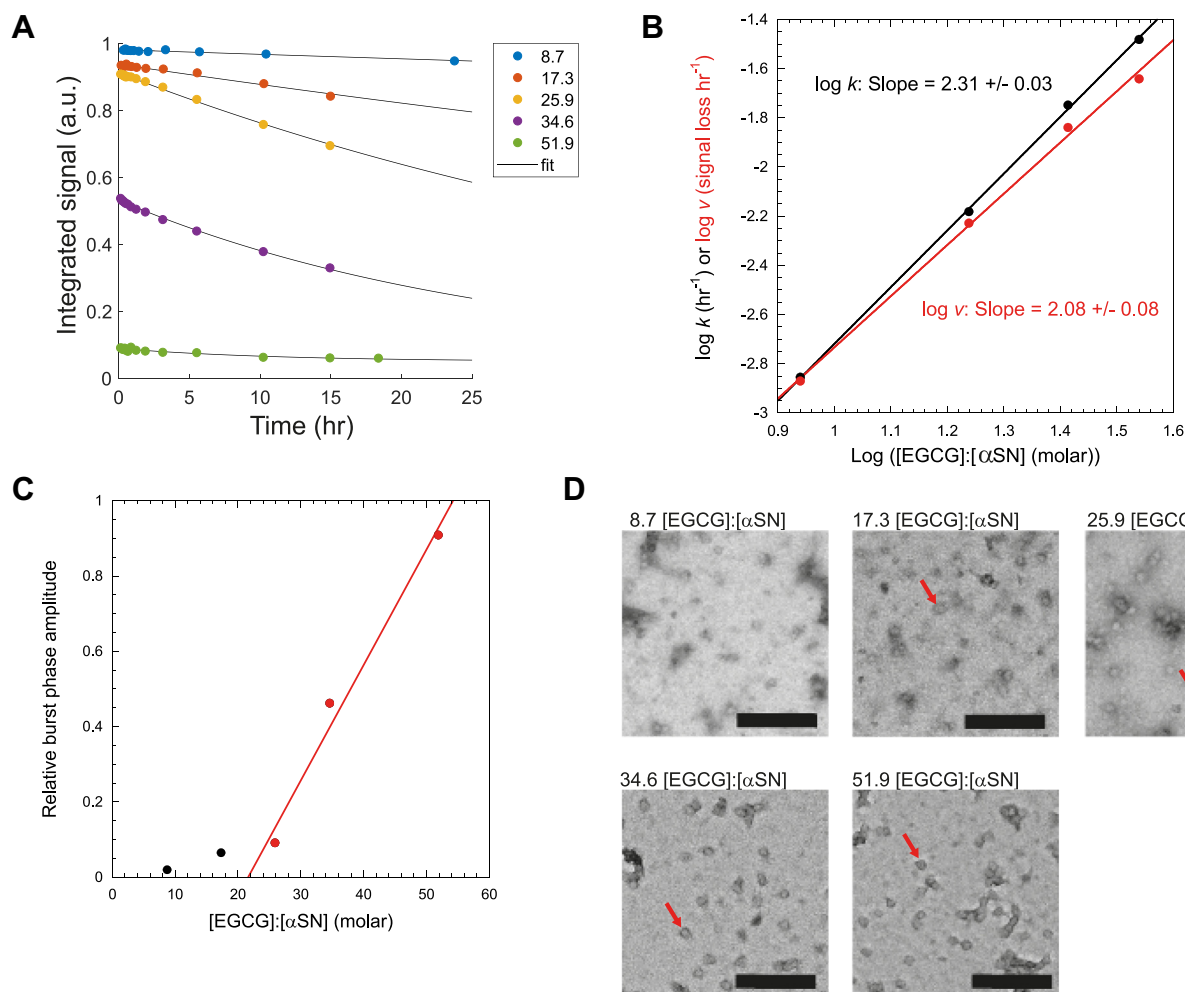 A
Integrated signal (a.u.)
1
0.8
0.6
0.4
0.2
0
0
5
10
15
20
25
Time (hr)
8.7
17.3
25.9
34.6
51.9
fit
B
log k (hr⁻¹) or log v (signal loss hr⁻¹)
-1.4
-1.6
-1.8
-2
-2.2
-2.4
-2.6
-2.8
-3
log k: Slope = 2.31 +/- 0.03
log v: Slope = 2.08 +/- 0.08
0.9
1
1.1
1.2
1.3
1.4
1.5
1.6
Log ([EGCG]:[αSN] (molar))
C
Relative burst phase amplitude
1
0.8
0.6
0.4
0.2
0
0
10
20
30
40
50
60
[EGCG]:[αSN] (molar)
D
8.7 [EGCG]:[αSN]
17.3 [EGCG]:[αSN]
25.9 [EGC
34.6 [EGCG]:[αSN]
51.9 [EGCG]:[αSN]